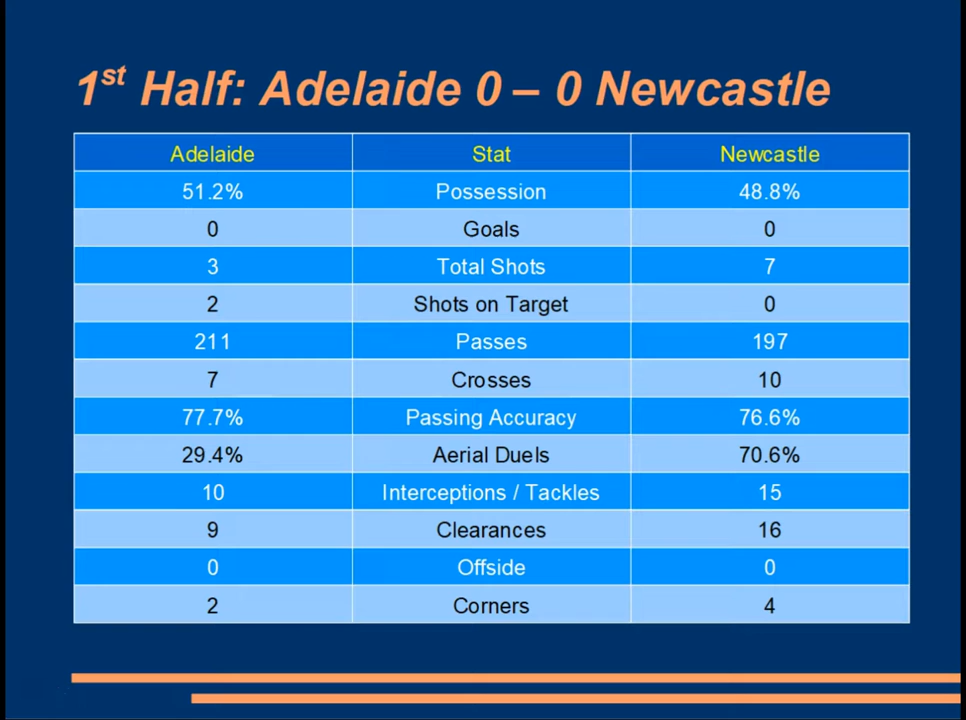 1st Half: Adelaide 0 – 0 Newcastle
Adelaide Stat Newcastle
51.2% Possession 48.8%
0 Goals 0
3 Total Shots 7
2 Shots on Target 0
211 Passes 197
7 Crosses 10
77.7% Passing Accuracy 76.6%
29.4% Aerial Duels 70.6%
10 Interceptions / Tackles 15
9 Clearances 16
0 Offside 0
2 Corners 4